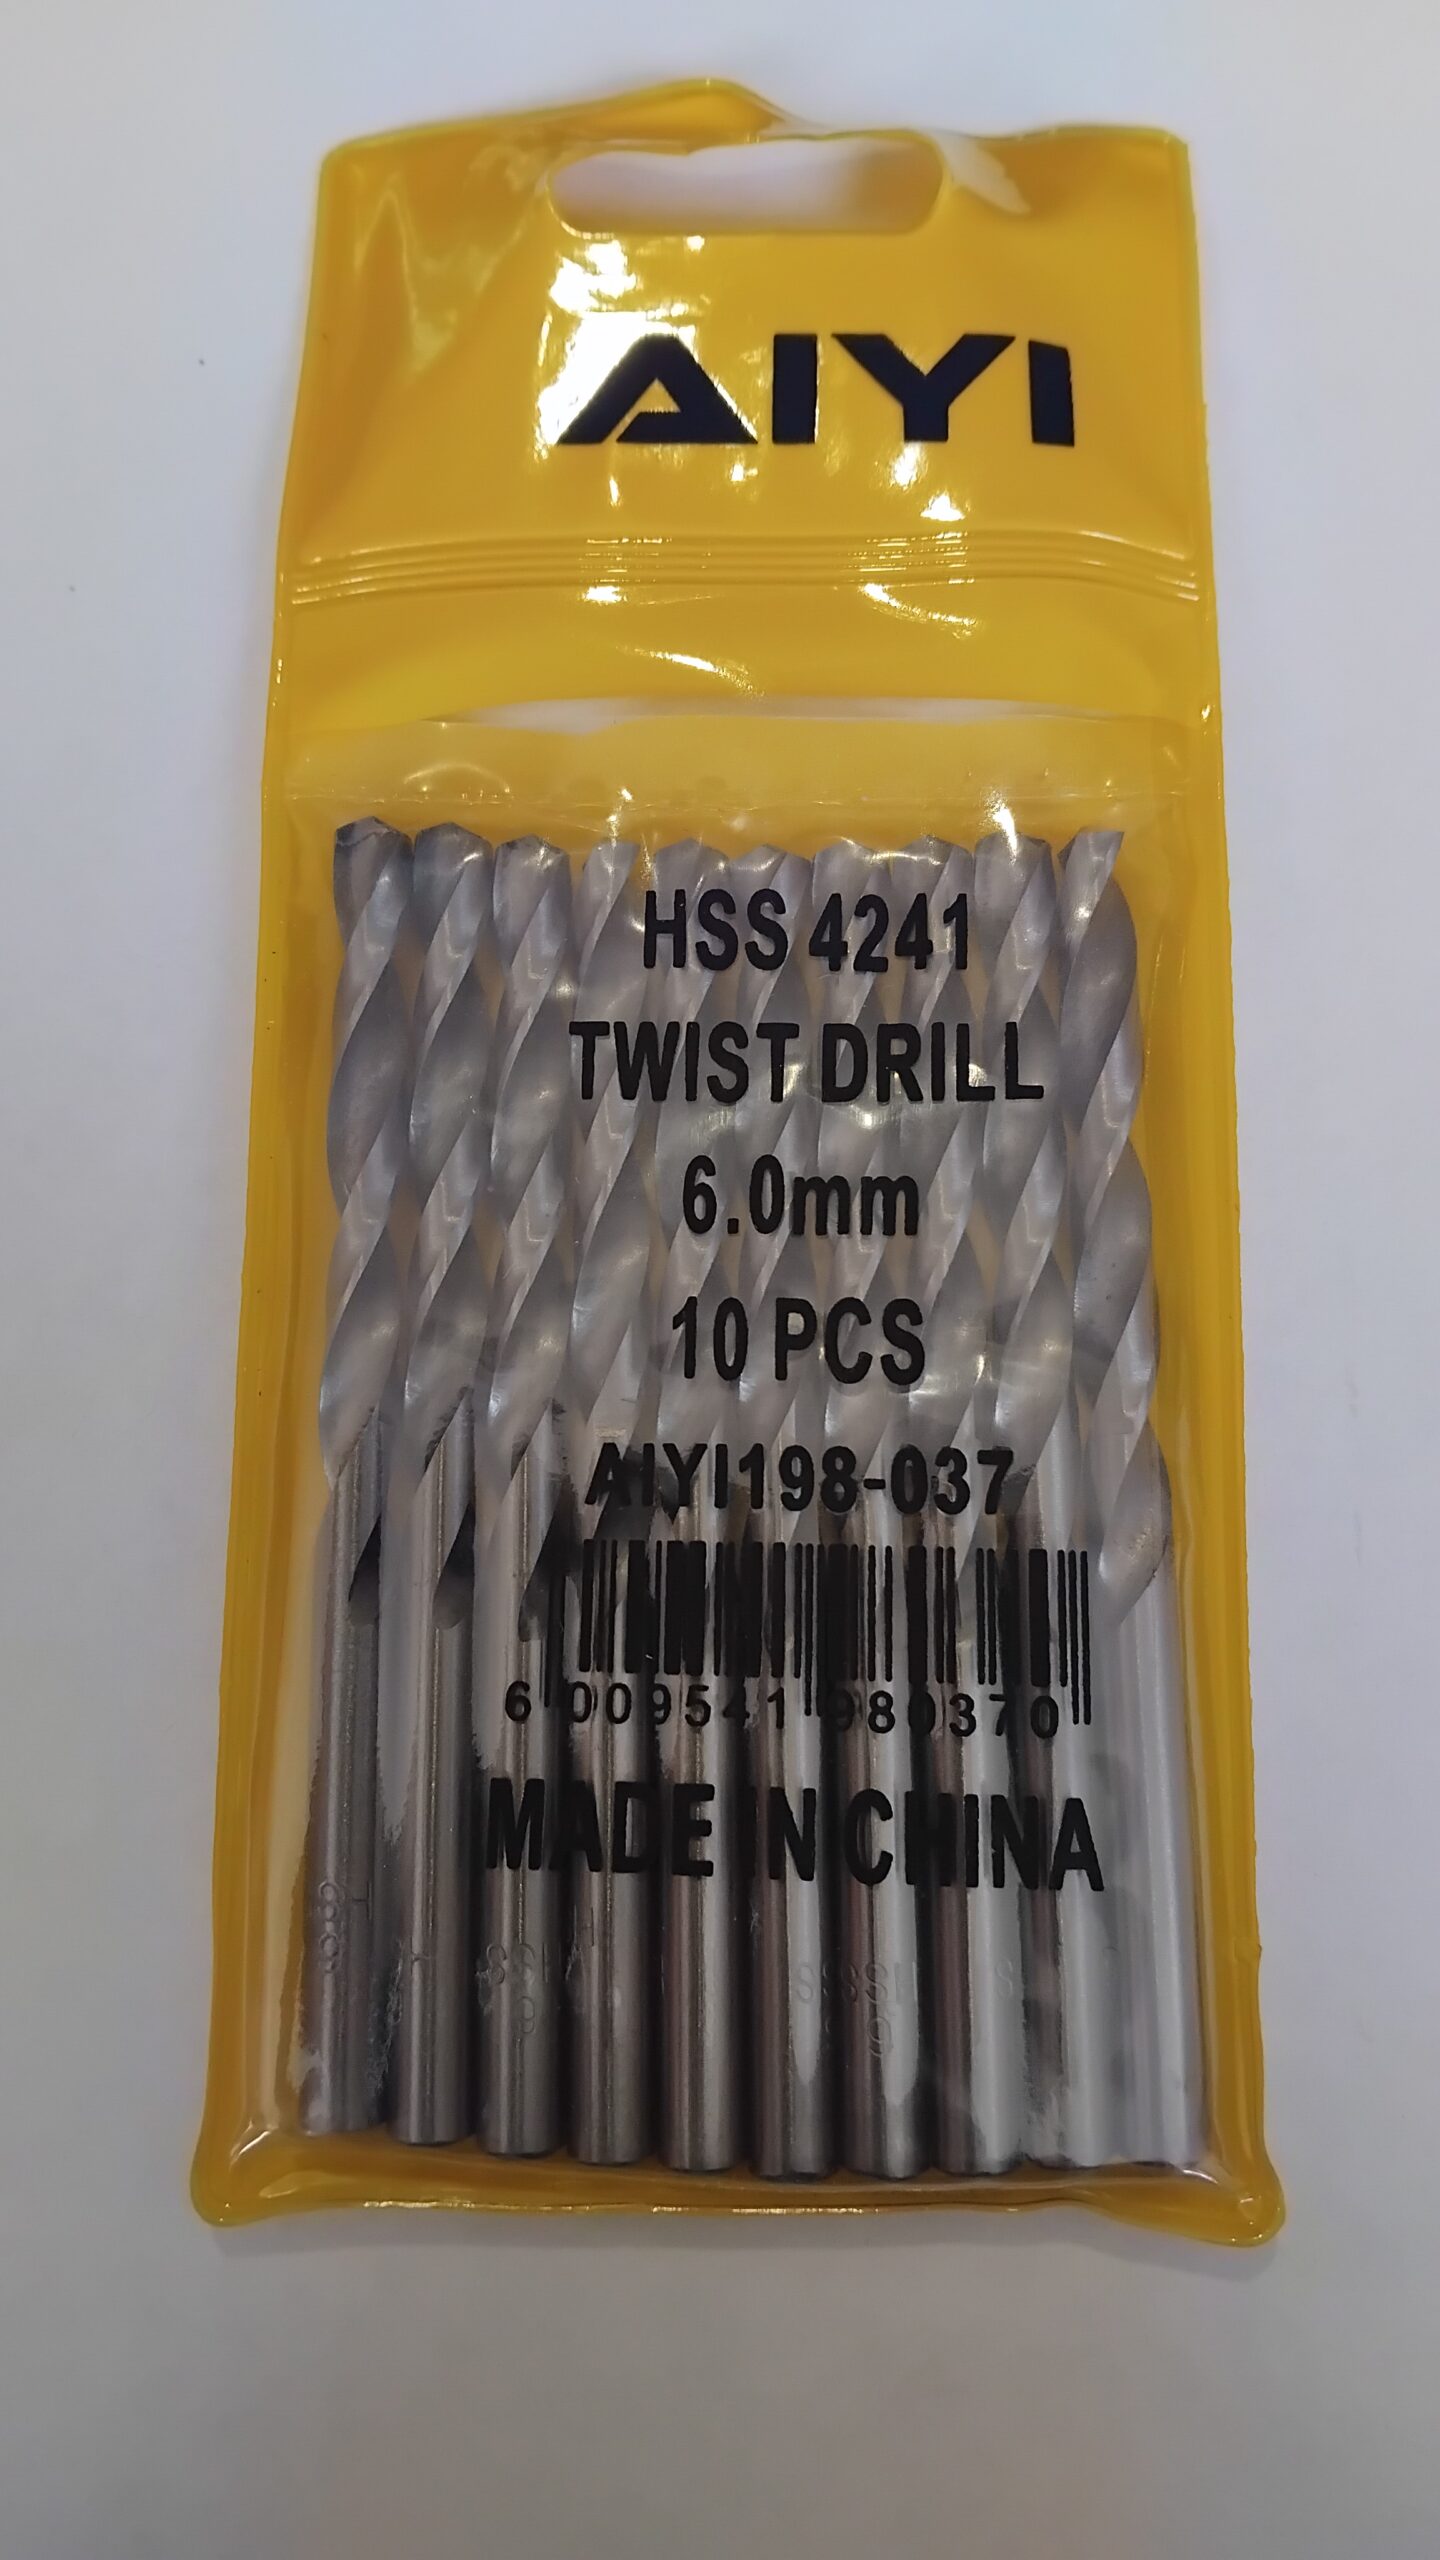 AIYI
HSS 4241
TWIST DRILL
6.0mm
10 PCS
AIYI198-037
6 009541 980370
MADE IN CHINA